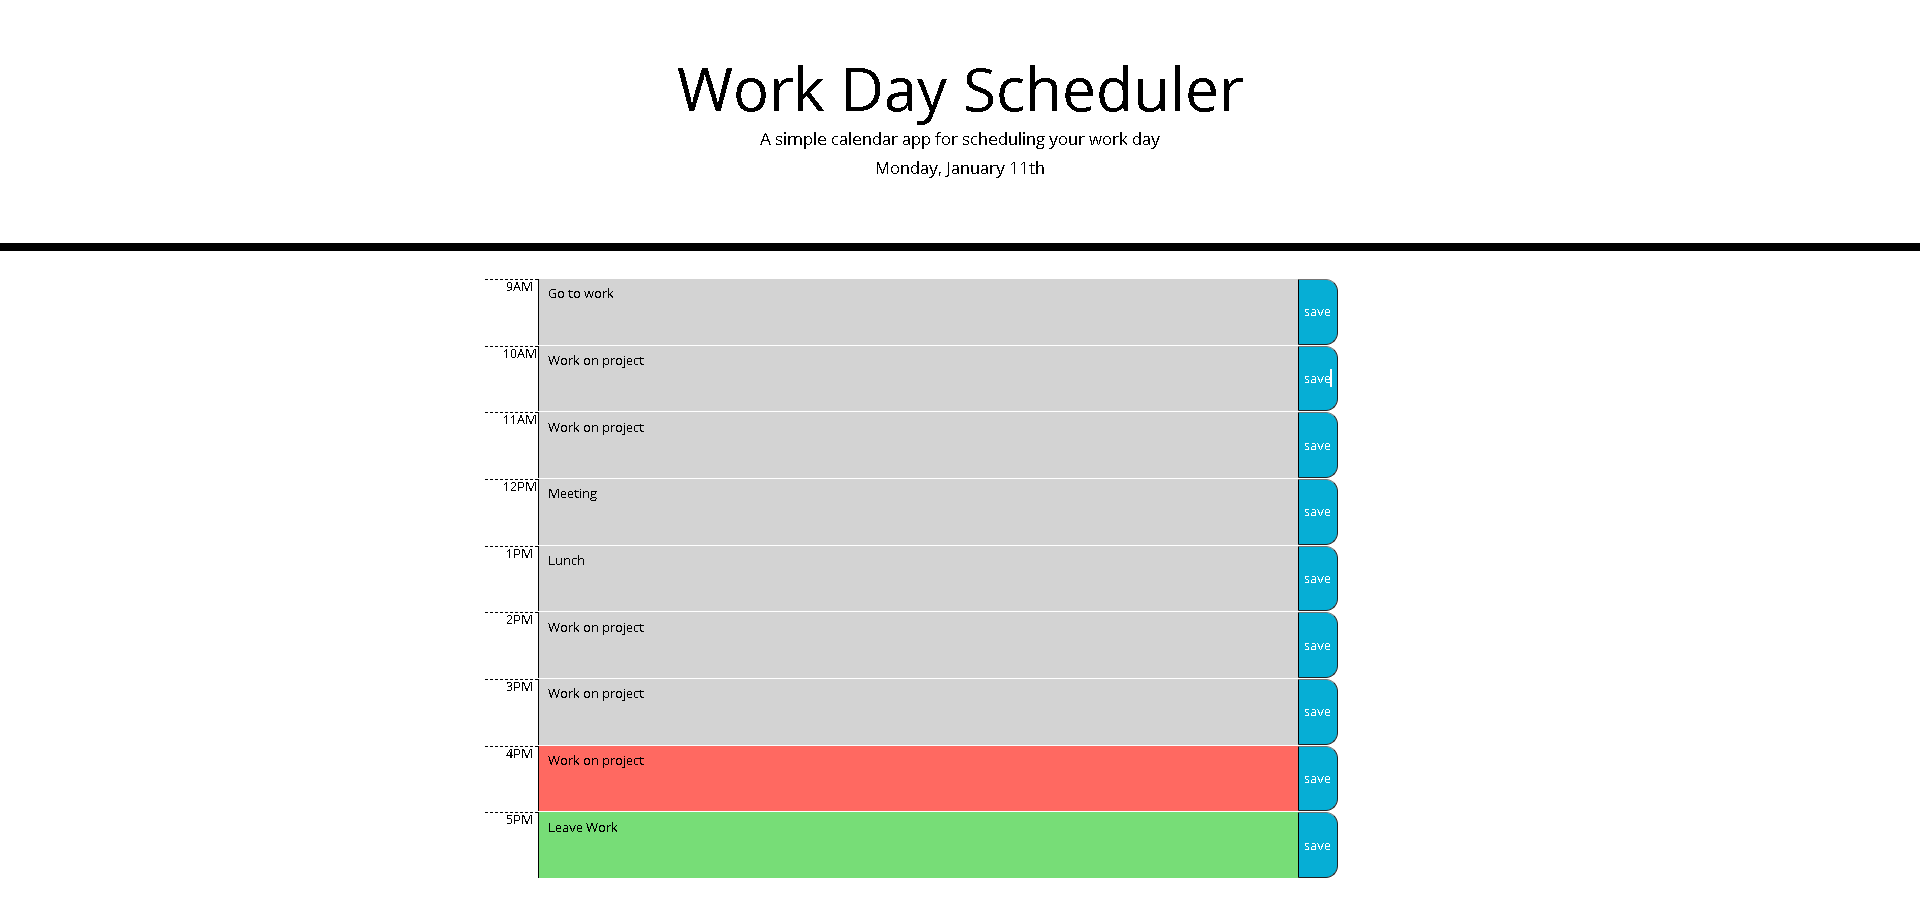 Work Day Scheduler
A simple calendar app for scheduling your work day
Monday, January 11th
9AM Go to work save
10AM Work on project save
11AM Work on project save
12PM Meeting save
1PM Lunch save
2PM Work on project save
3PM Work on project save
4PM Work on project save
5PM Leave Work save